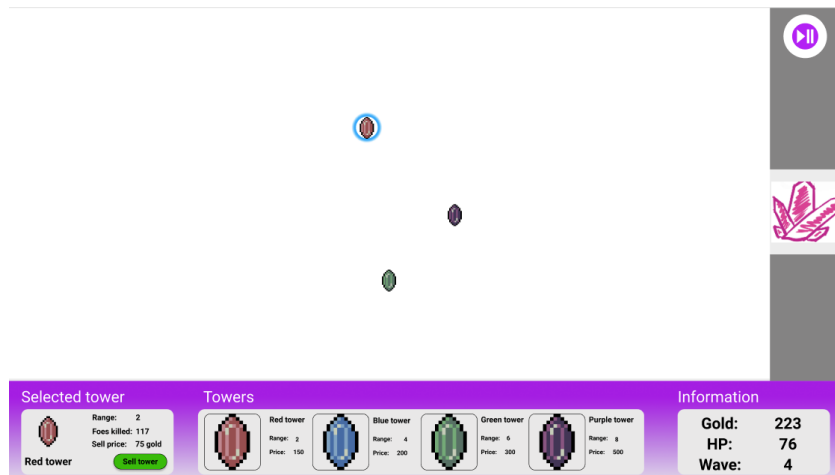 Selected tower
Range: 2
Foes killed: 117
Sell price: 75 gold
Red tower
Sell tower
Towers
Red tower
Range: 2
Price: 150
Blue tower
Range: 4
Price: 200
Green tower
Range: 6
Price: 300
Purple tower
Range: 8
Price: 500
Information
Gold: 223
HP: 76
Wave: 4